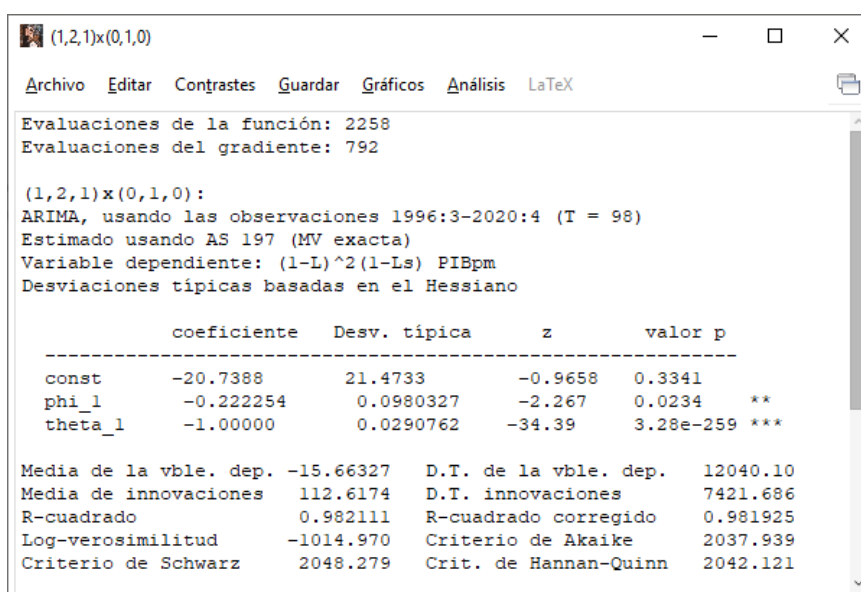 (1,2,1)x(0,1,0)
Archivo Editar Contrastes Guardar Gráficos Análisis LaTeX
Evaluaciones de la función: 2258
Evaluaciones del gradiente: 792
(1,2,1)x(0,1,0):
ARIMA, usando las observaciones 1996:3-2020:4 (T = 98)
Estimado usando AS 197 (MV exacta)
Variable dependiente: (1-L)^2(1-Ls) PIBpm
Desviaciones típicas basadas en el Hessiano
coeficiente Desv. típica z valor p
---------------------------------------------------------------
const -20.7388 21.4733 -0.9658 0.3341
phi_1 -0.222254 0.0980327 -2.267 0.0234 **
theta_1 -1.00000 0.0290762 -34.39 3.28e-259 ***
Media de la vble. dep. -15.66327 D.T. de la vble. dep. 12040.10
Media de innovaciones 112.6174 D.T. innovaciones 7421.686
R-cuadrado 0.982111 R-cuadrado corregido 0.981925
Log-verosimilitud -1014.970 Criterio de Akaike 2037.939
Criterio de Schwarz 2048.279 Crit. de Hannan-Quinn 2042.121